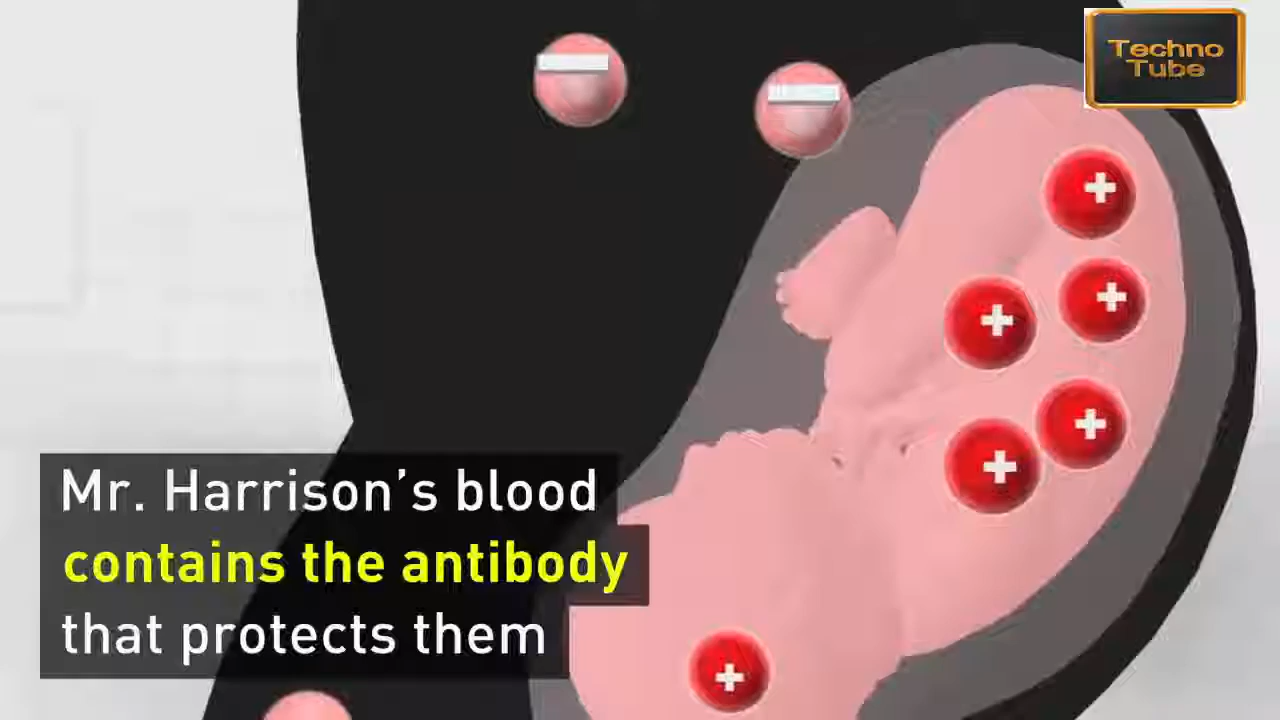 Techno
Tube
Mr. Harrison’s blood
contains the antibody
that protects them